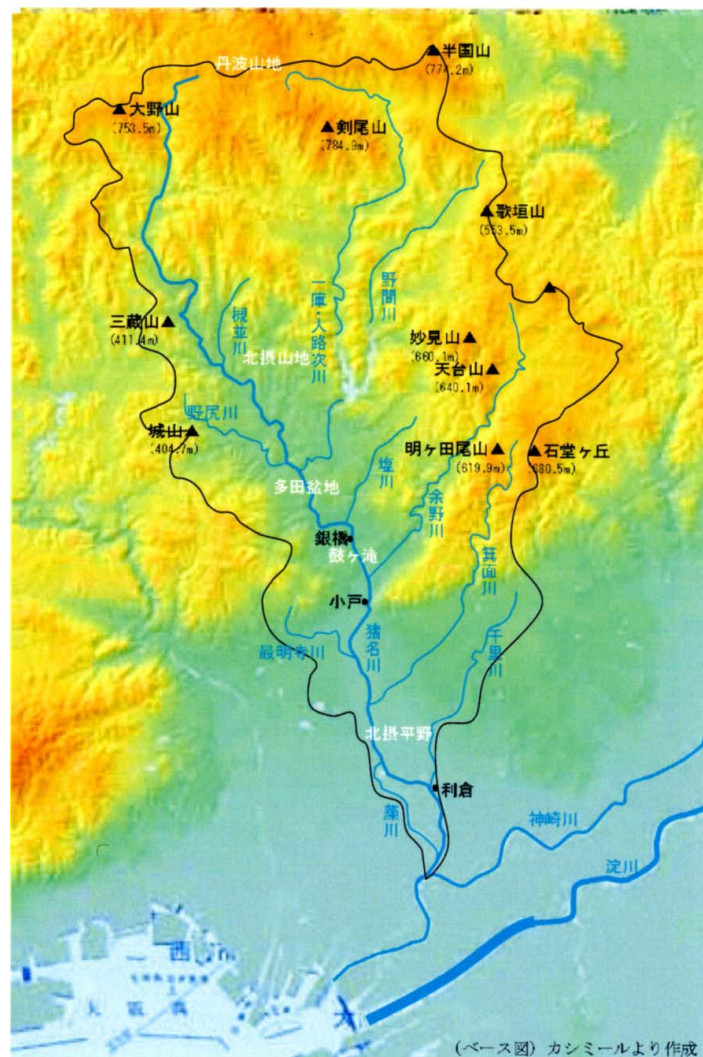 半国山
(774.2m)
丹波山地
大野山
(753.5m)
剣尾山
(784.9m)
歌垣山
(553.5m)
野間川
一庫・大路次川
槻並川
三蔵山
(411.4m)
妙見山
(660.1m)
北摂山地
天台山
(640.1m)
野尻川
城山
(404.7m)
明ヶ田尾山
(619.9m)
石堂ヶ丘
(680.5m)
塩川
多田盆地
余野川
銀橋
鼓ヶ滝
箕面川
小戸
猪名川
千里川
最明寺川
北摂平野
利倉
藻川
神崎川
淀川
西
大阪
大
(ベース図) カシミールより作成